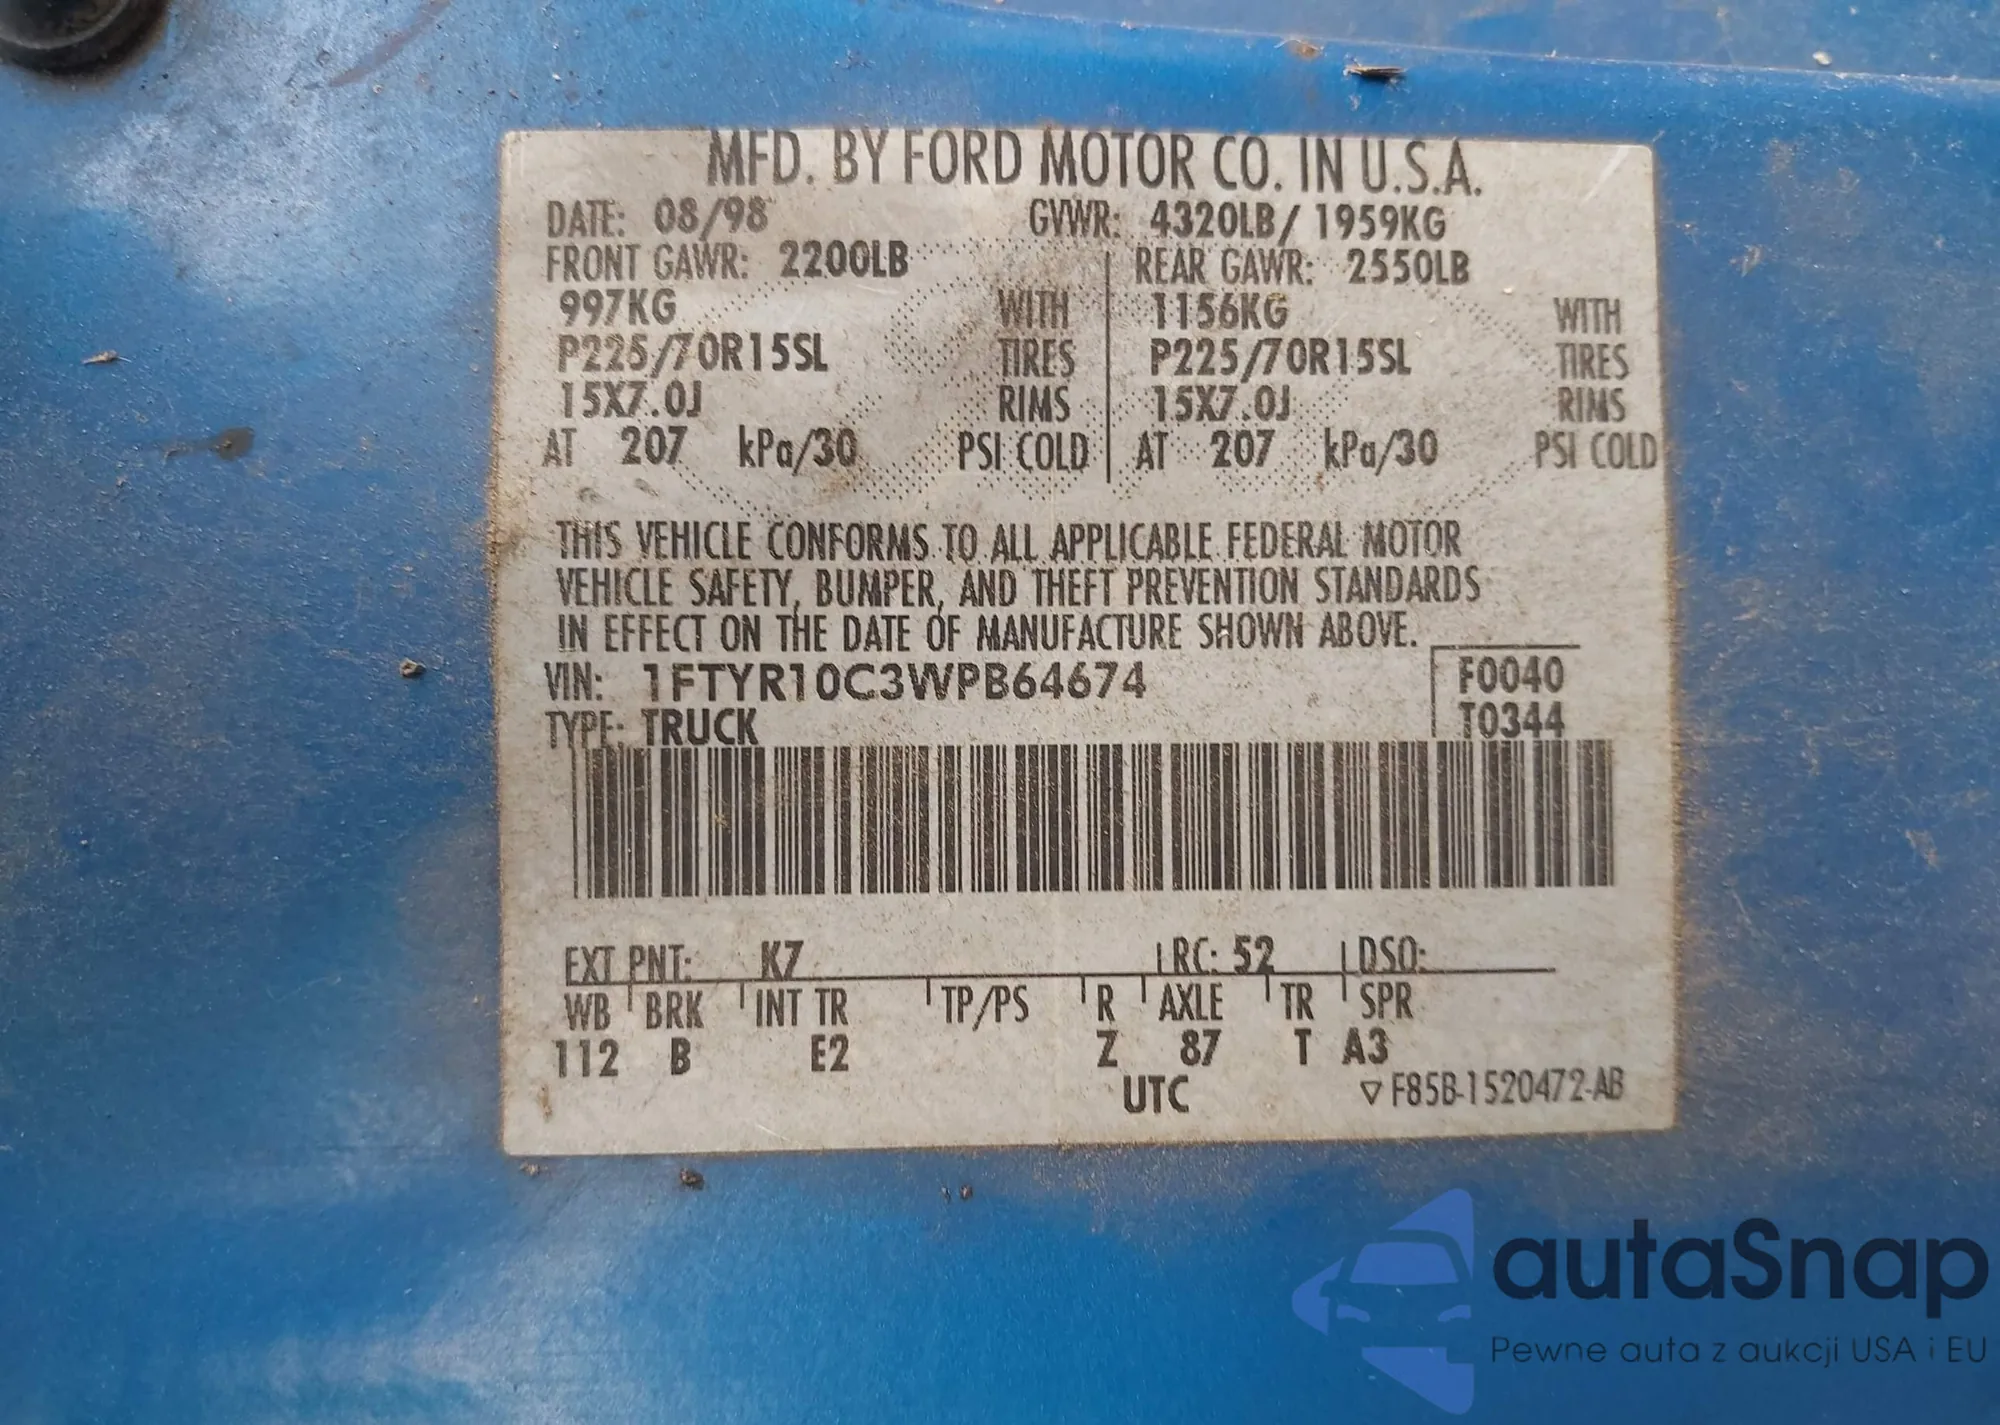 MFD. BY FORD MOTOR CO. IN U.S.A.
DATE: 08/98 GVWR: 4320LB/ 1959KG
FRONT GAWR: 2200LB REAR GAWR: 2550LB
997KG WITH 1156KG WITH
P225/70R15SL TIRES P225/70R15SL TIRES
15X7.0J RIMS 15X7.0J RIMS
AT 207 kPa/30 PSI COLD AT 207 kPa/30 PSI COLD
THIS VEHICLE CONFORMS TO ALL APPLICABLE FEDERAL MOTOR
VEHICLE SAFETY, BUMPER, AND THEFT PREVENTION STANDARDS
IN EFFECT ON THE DATE OF MANUFACTURE SHOWN ABOVE.
VIN: 1FTYR10C3WPB64674 F0040
TYPE: TRUCK T0344
EXT PNT: K7 RC: 52 DSO:
WB BRK INT TR TP/PS R AXLE TR SPR
112 B E2 Z 87 T A3
UTC ▽ F85B-1520472-AB
autaSnap
Pewne auta z aukcji USA i EU